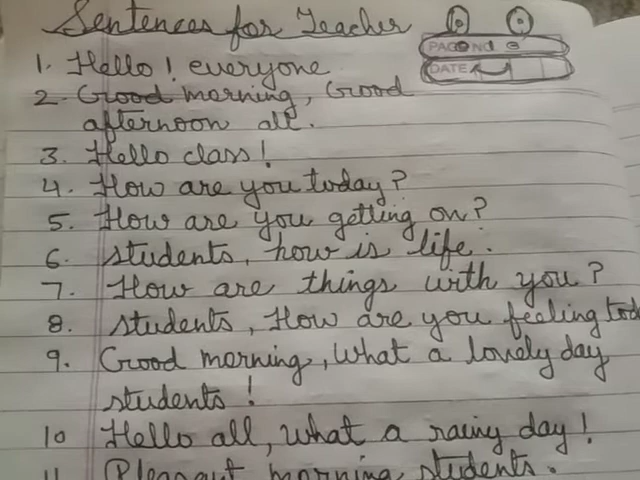 Sentences for Teacher
PAGE NO
DATE
1. Hello! everyone
2. Good morning, Good
afternoon all.
3. Hello class!
4. How are you today?
5. How are you getting on?
6. students, how is life.
7. How are things with you?
8. students, How are you feeling tod
9. Good morning, What a lovely day
students!
10 Hello all, what a rainy day!
11 Pleasant morning, students.